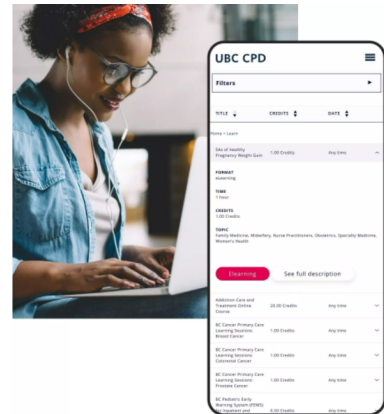 UBC CPD
Filters
TITLE CREDITS DATE
Home / Learn
5As of Healthy
Pregnancy Weight Gain
1.00 Credits
Any time
FORMAT
eLearning
TIME
1 hour
CREDITS
1.00 Credits
TOPIC
Family Medicine, Midwifery, Nurse Practitioners, Obstetrics, Specialty Medicine,
Women's Health
Elearning
See full description
Addiction Care and
Treatment Online
Course
20.00 Credits
Any time
BC Cancer Primary Care
Learning Sessions:
Breast Cancer
1.00 Credits
Any time
BC Cancer Primary Care
Learning Sessions:
Colorectal Cancer
1.00 Credits
Any time
BC Cancer Primary Care
Learning Sessions:
Prostate Cancer
1.00 Credits
Any time
BC Pediatric Early
Warning System (PEWS)
for Inpatient and
8.50 Credits
Any time